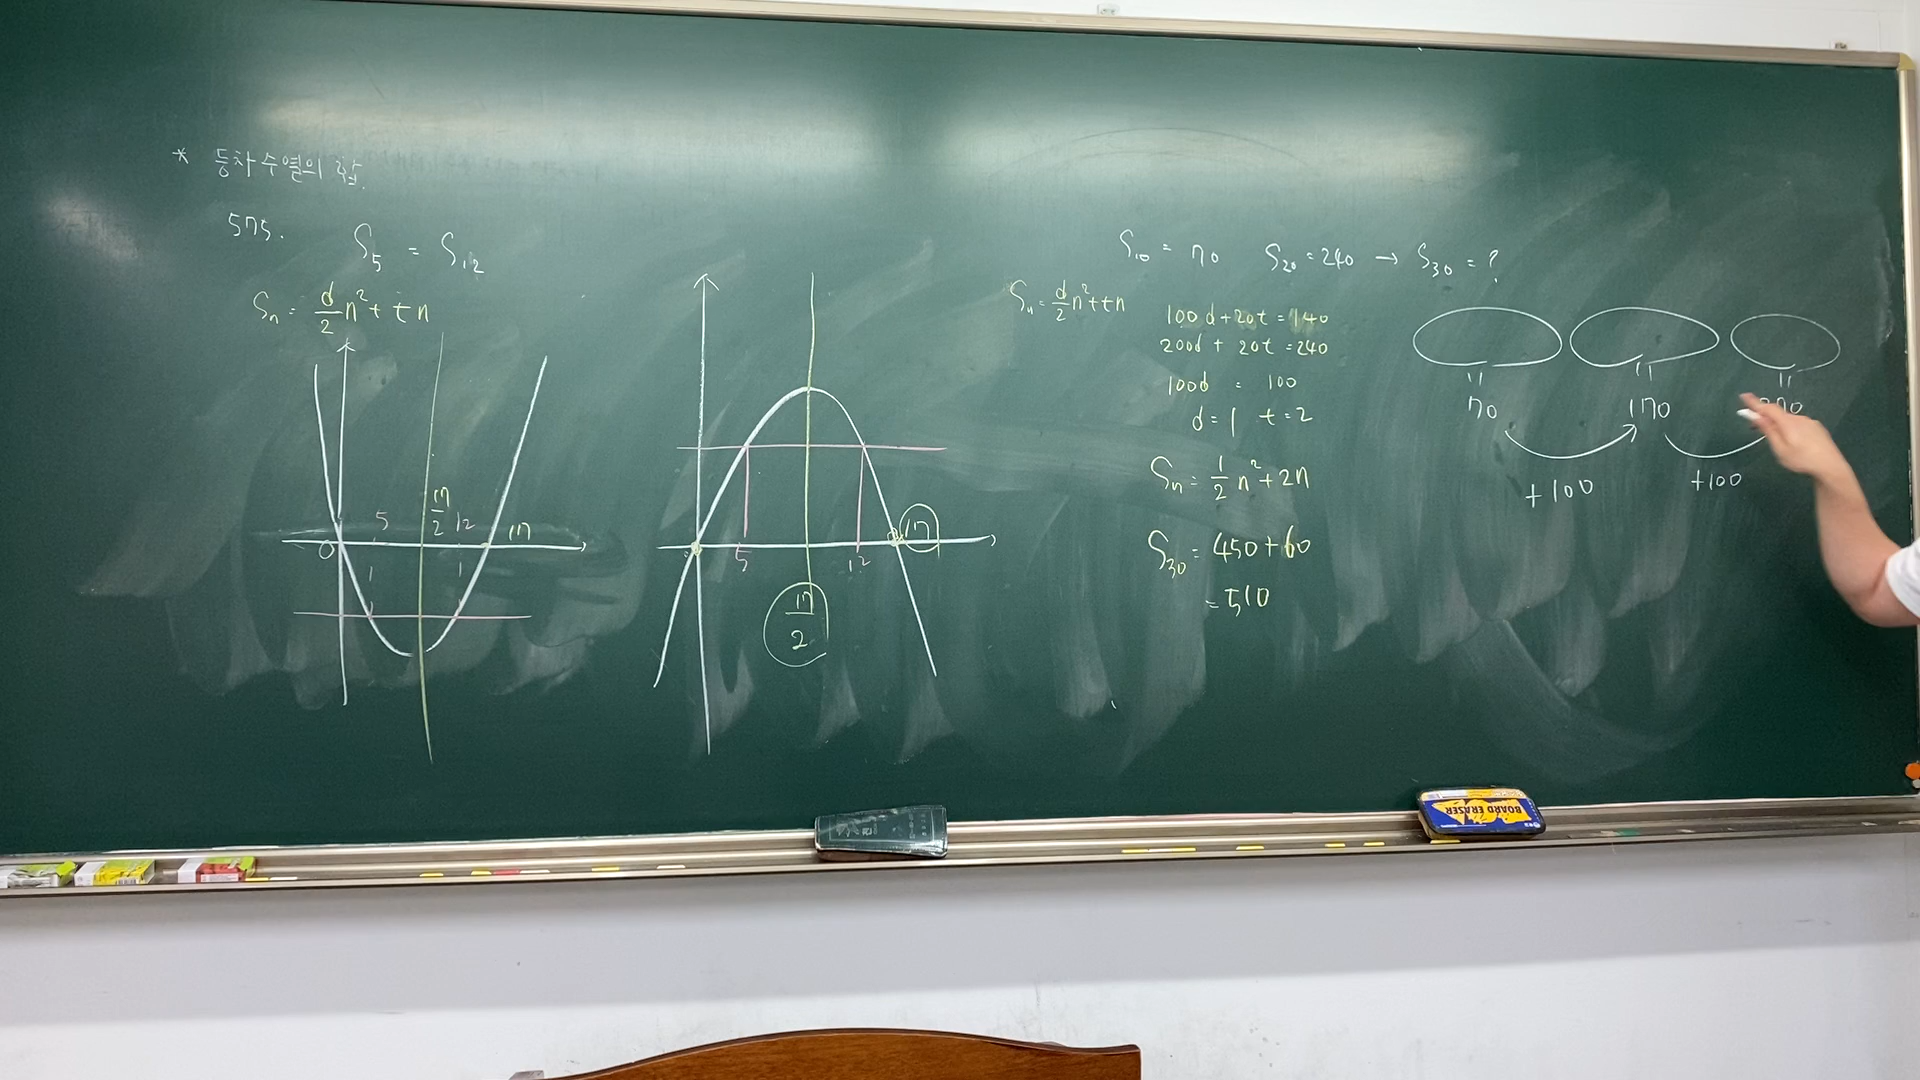 * 등차수열의 합.
575.
S₅ = S₁₂
Sₙ = d/2 n² + tn
0
5
17/2
12
17
5
12
17
17/2
S₁₀ = 70 S₂₀ = 240 → S₃₀ = ?
Sₙ = d/2 n² + tn
100d + 20t = 140
200d + 20t = 240
100d = 100
d = 1 t = 2
Sₙ = 1/2 n² + 2n
S₃₀ = 450 + 60
= 510
70
170
+100
+100
BOARD ERASER